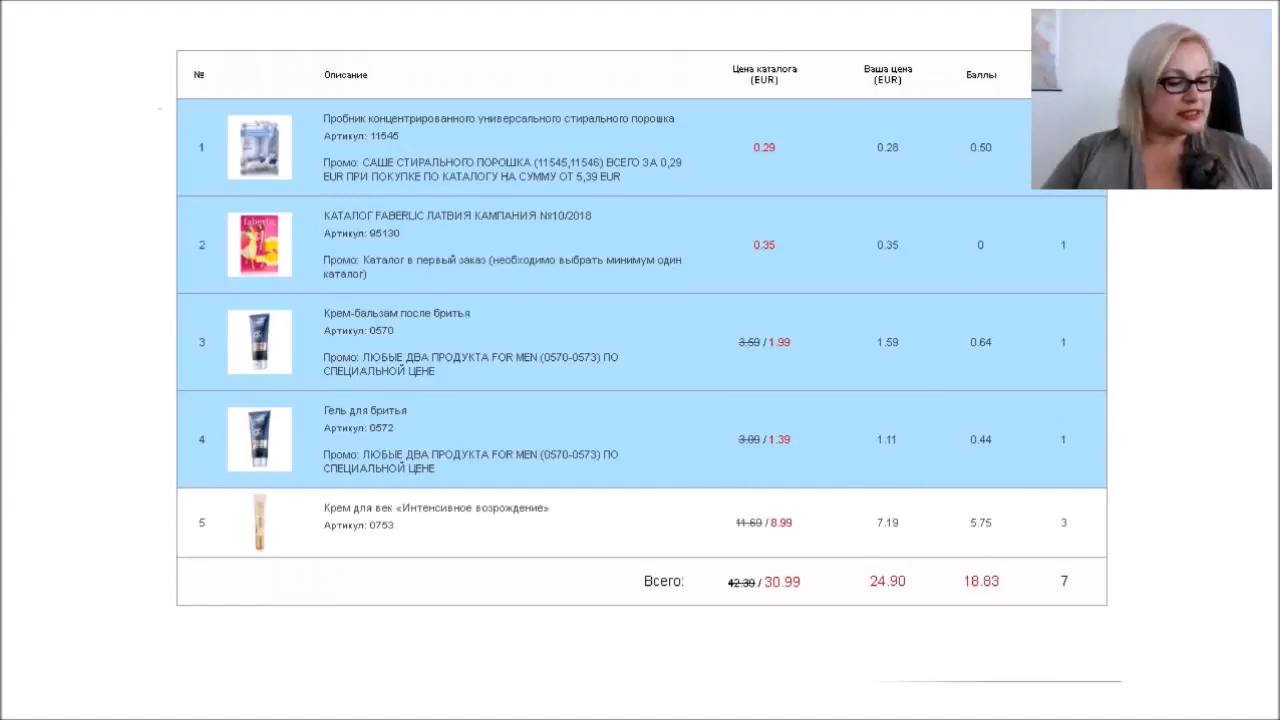 № Описание Цена каталога (EUR) Ваша цена (EUR) Баллы
1 Пробник концентрированного универсального стирального порошка
Артикул: 11545
Промо: САШЕ СТИРАЛЬНОГО ПОРОШКА (11545,11546) ВСЕГО ЗА 0,29
EUR ПРИ ПОКУПКЕ ПО КАТАЛОГУ НА СУММУ ОТ 5,39 EUR
0.29 0.28 0.50
2 КАТАЛОГ FABERLIC ЛАТВИЯ КАМПАНИЯ №10/2018
Артикул: 95130
Промо: Каталог в первый заказ (необходимо выбрать минимум один
каталог)
0.35 0.35 0 1
faberlic
3 Крем-бальзам после бритья
Артикул: 0570
Промо: ЛЮБЫЕ ДВА ПРОДУКТА FOR MEN (0570-0573) ПО
СПЕЦИАЛЬНОЙ ЦЕНЕ
3.59 / 1.99 1.59 0.64 1
4 Гель для бритья
Артикул: 0572
Промо: ЛЮБЫЕ ДВА ПРОДУКТА FOR MEN (0570-0573) ПО
СПЕЦИАЛЬНОЙ ЦЕНЕ
3.09 / 1.39 1.11 0.44 1
5 Крем для век «Интенсивное возрождение»
Артикул: 0753
11.69 / 8.99 7.19 5.75 3
Всего: 42.39 / 30.99 24.90 18.83 7